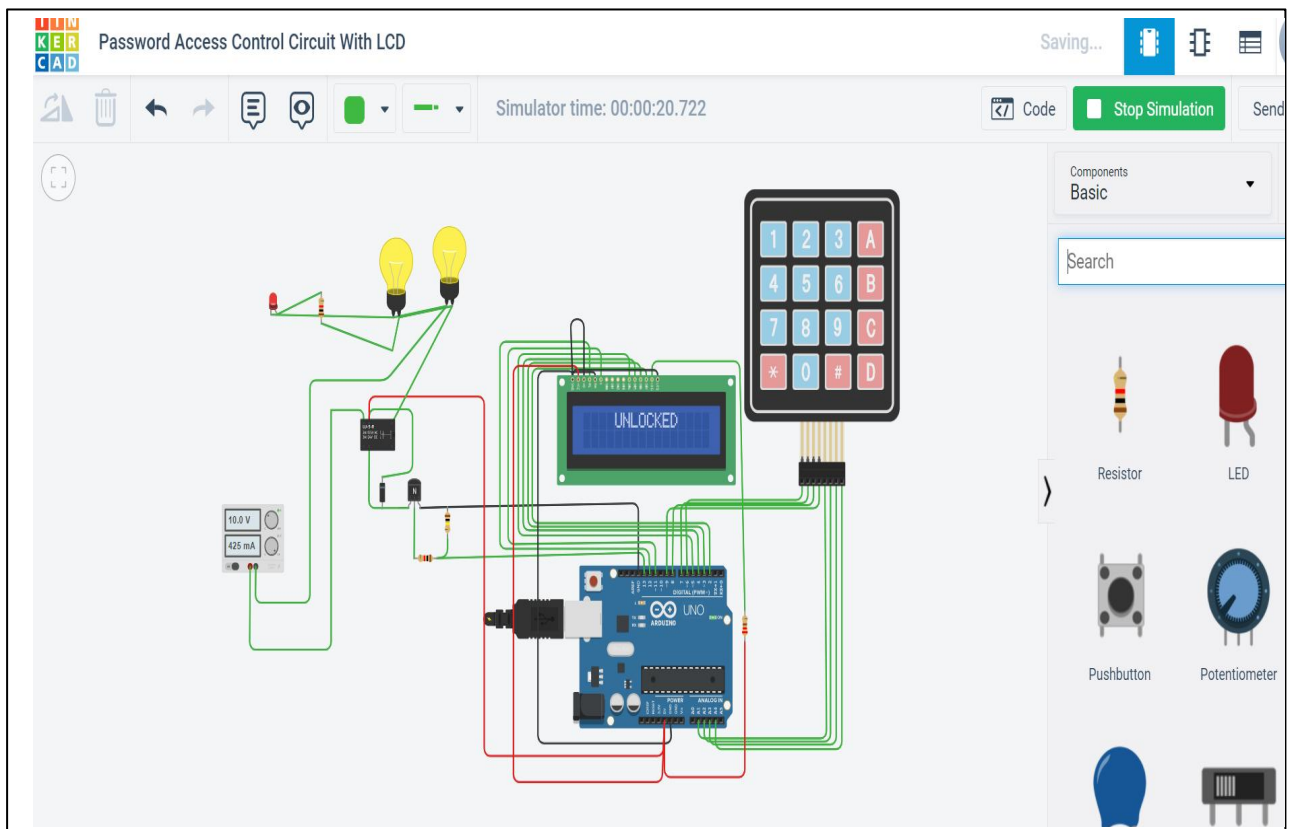 TIN
KER
CAD
Password Access Control Circuit With LCD
Saving...
Simulator time: 00:00:20.722
Code
Stop Simulation
Send
Components
Basic
Search
1 2 3 A
4 5 6 B
7 8 9 C
* 0 # D
UNLOCKED
Resistor
LED
N
10.0 V
425 mA
DIGITAL (PWM~)
UNO
ARDUINO
POWER
ANALOG IN
Pushbutton
Potentiometer